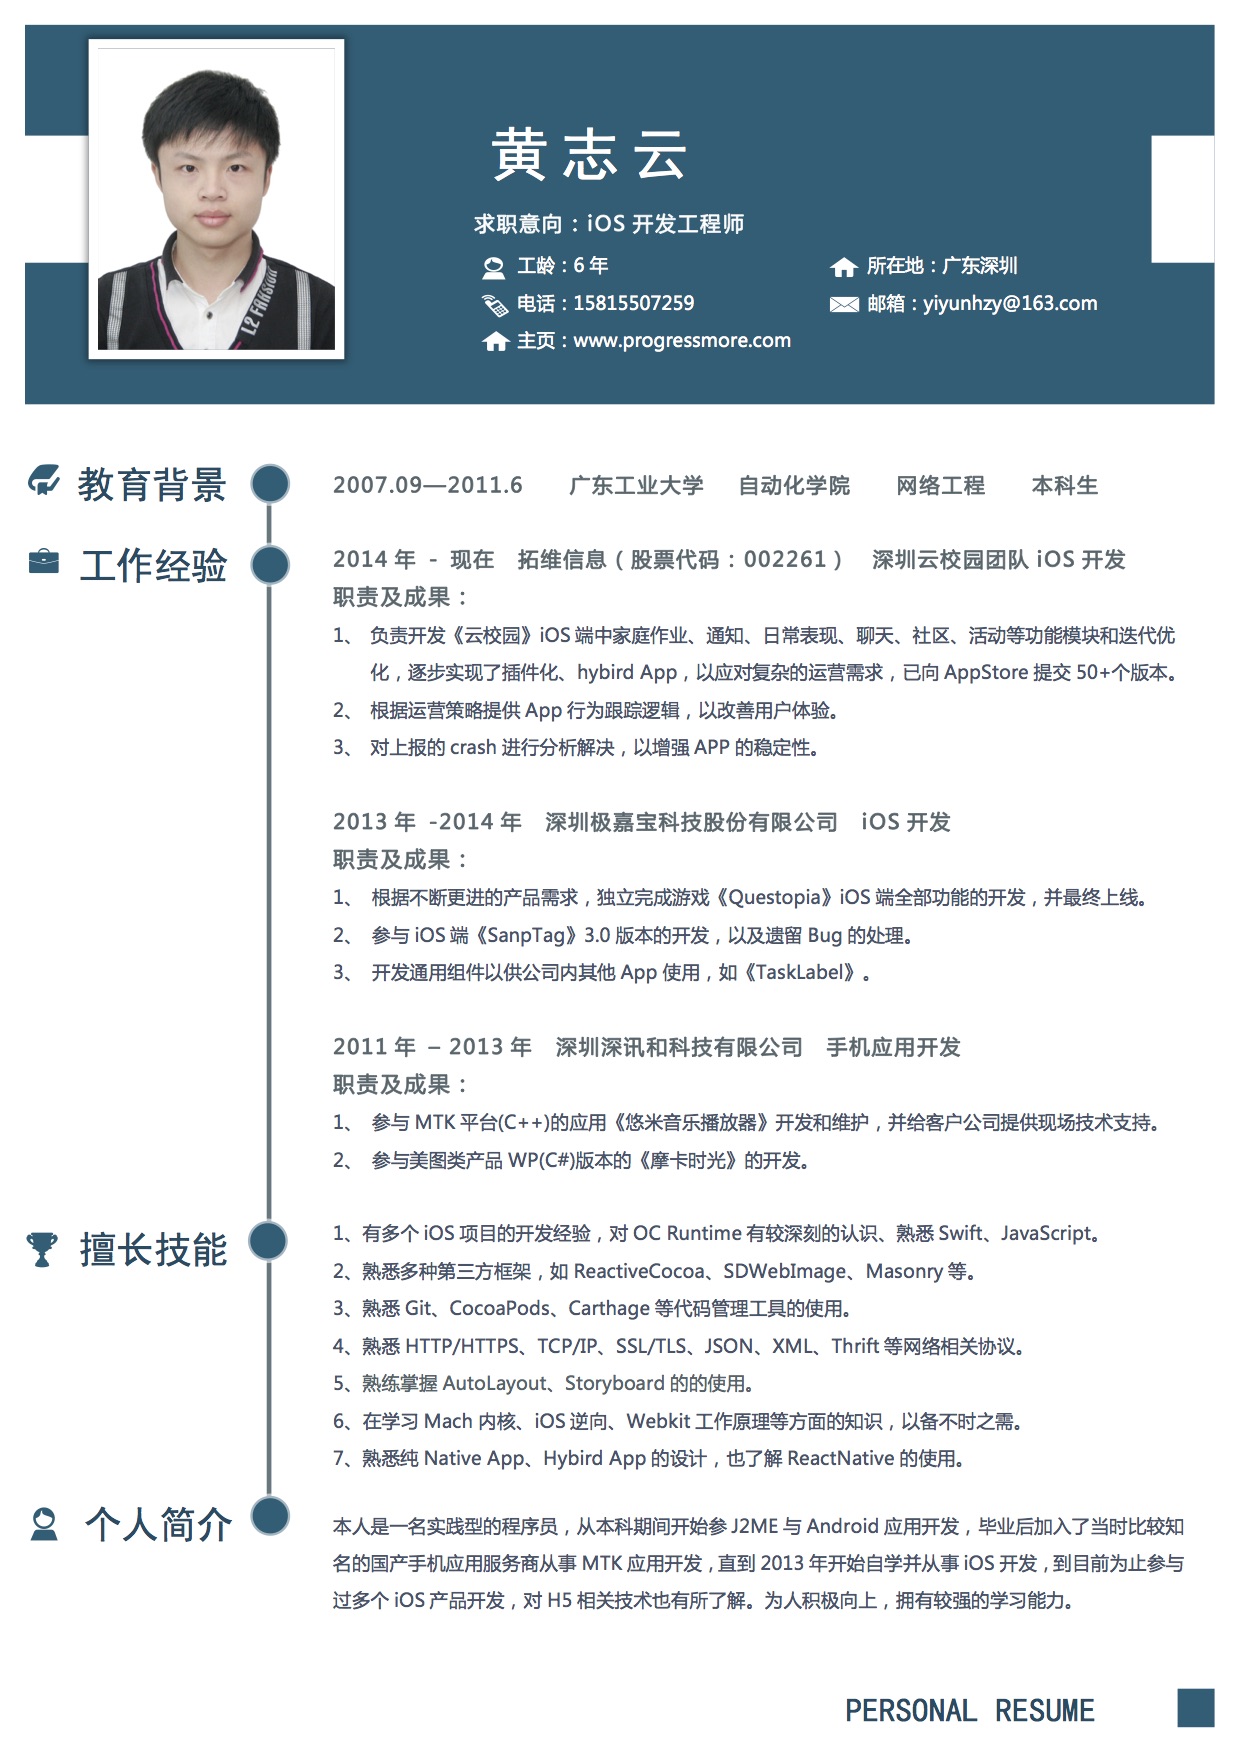 L2 FAKSION
黄志云
求职意向：iOS 开发工程师
工龄：6 年
所在地：广东深圳
电话：15815507259
邮箱：yiyunhzy@163.com
主页：www.progressmore.com
教育背景
2007.09—2011.6 广东工业大学 自动化学院 网络工程 本科生
工作经验
2014 年 - 现在 拓维信息（股票代码：002261） 深圳云校园团队 iOS 开发
职责及成果：
1、 负责开发《云校园》iOS 端中家庭作业、通知、日常表现、聊天、社区、活动等功能模块和迭代优
化，逐步实现了插件化、hybird App，以应对复杂的运营需求，已向 AppStore 提交 50+个版本。
2、 根据运营策略提供 App 行为跟踪逻辑，以改善用户体验。
3、 对上报的 crash 进行分析解决，以增强 APP 的稳定性。
2013 年 -2014 年 深圳极嘉宝科技股份有限公司 iOS 开发
职责及成果：
1、 根据不断更进的产品需求，独立完成游戏《Questopia》iOS 端全部功能的开发，并最终上线。
2、 参与 iOS 端《SanpTag》3.0 版本的开发，以及遗留 Bug 的处理。
3、 开发通用组件以供公司内其他 App 使用，如《TaskLabel》。
2011 年 – 2013 年 深圳深讯和科技有限公司 手机应用开发
职责及成果：
1、 参与 MTK 平台(C++)的应用《悠米音乐播放器》开发和维护，并给客户公司提供现场技术支持。
2、 参与美图类产品 WP(C#)版本的《摩卡时光》的开发。
擅长技能
1、有多个 iOS 项目的开发经验，对 OC Runtime 有较深刻的认识、熟悉 Swift、JavaScript。
2、熟悉多种第三方框架，如 ReactiveCocoa、SDWebImage、Masonry 等。
3、熟悉 Git、CocoaPods、Carthage 等代码管理工具的使用。
4、熟悉 HTTP/HTTPS、TCP/IP、SSL/TLS、JSON、XML、Thrift 等网络相关协议。
5、熟练掌握 AutoLayout、Storyboard 的的使用。
6、在学习 Mach 内核、iOS 逆向、Webkit 工作原理等方面的知识，以备不时之需。
7、熟悉纯 Native App、Hybird App 的设计，也了解 ReactNative 的使用。
个人简介
本人是一名实践型的程序员，从本科期间开始参 J2ME 与 Android 应用开发，毕业后加入了当时比较知
名的国产手机应用服务商从事 MTK 应用开发，直到 2013 年开始自学并从事 iOS 开发，到目前为止参与
过多个 iOS 产品开发，对 H5 相关技术也有所了解。为人积极向上，拥有较强的学习能力。
PERSONAL RESUME